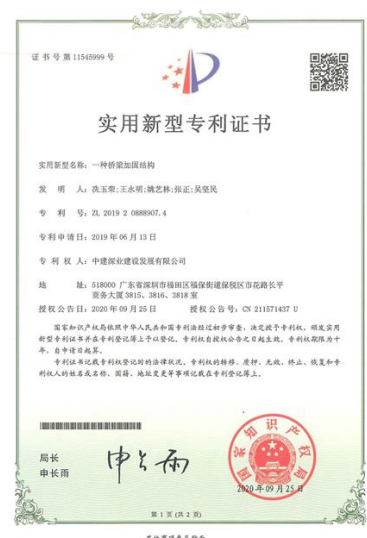 证书号第11545999号
实用新型专利证书
实用新型名称：一种桥梁加固结构
发 明 人：冼玉荣;王永明;姚艺林;张正;吴坚民
专 利 号：ZL 2019 2 0888907.4
专利申请日：2019年06月13日
专 利 权 人：中建深业建设发展有限公司
地 址：518000 广东省深圳市福田区福保街道保税区市花路长平
商务大厦3815、3816、3818室
授权公告日：2020年09月25日 授权公告号：CN 211571437 U
国家知识产权局依照中华人民共和国专利法经过初步审查，决定授予专利权，颁发实用
新型专利证书并在专利登记簿上予以登记。专利权自授权公告之日起生效。专利权期限为十
年，自申请日起算。
专利证书记载专利权登记时的法律状况。专利权的转移、质押、无效、终止、恢复和专
利权人的姓名或名称、国籍、地址变更等事项记载在专利登记簿上。
局长
申长雨
申长雨
国家知识产权局
2020年09月25日
第 1 页 (共 2 页)